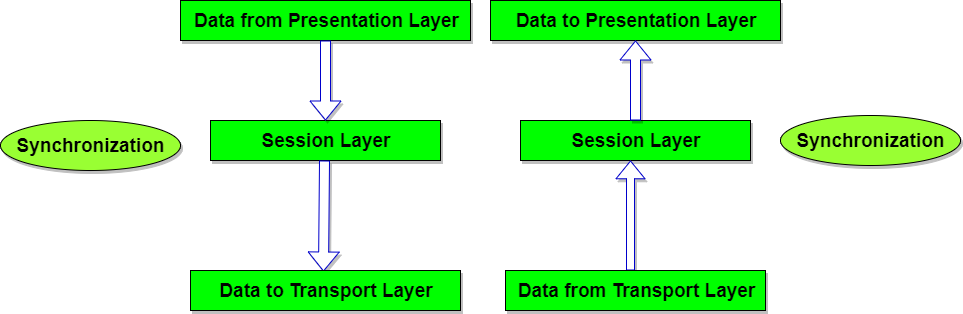 Data from Presentation Layer
Data to Presentation Layer
Synchronization
Session Layer
Session Layer
Synchronization
Data to Transport Layer
Data from Transport Layer